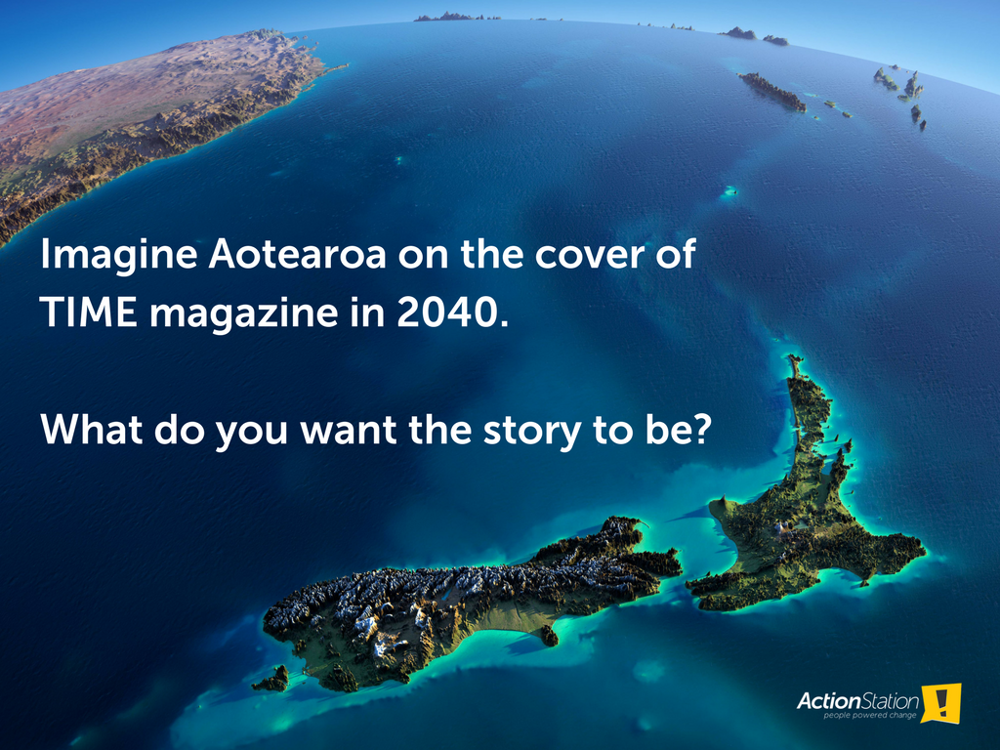 Imagine Aotearoa on the cover of
TIME magazine in 2040.
What do you want the story to be?
ActionStation
people powered change